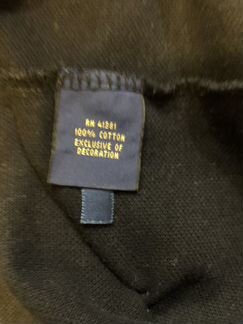 RN 41381
100% COTTON
EXCLUSIVE OF
DECORATION